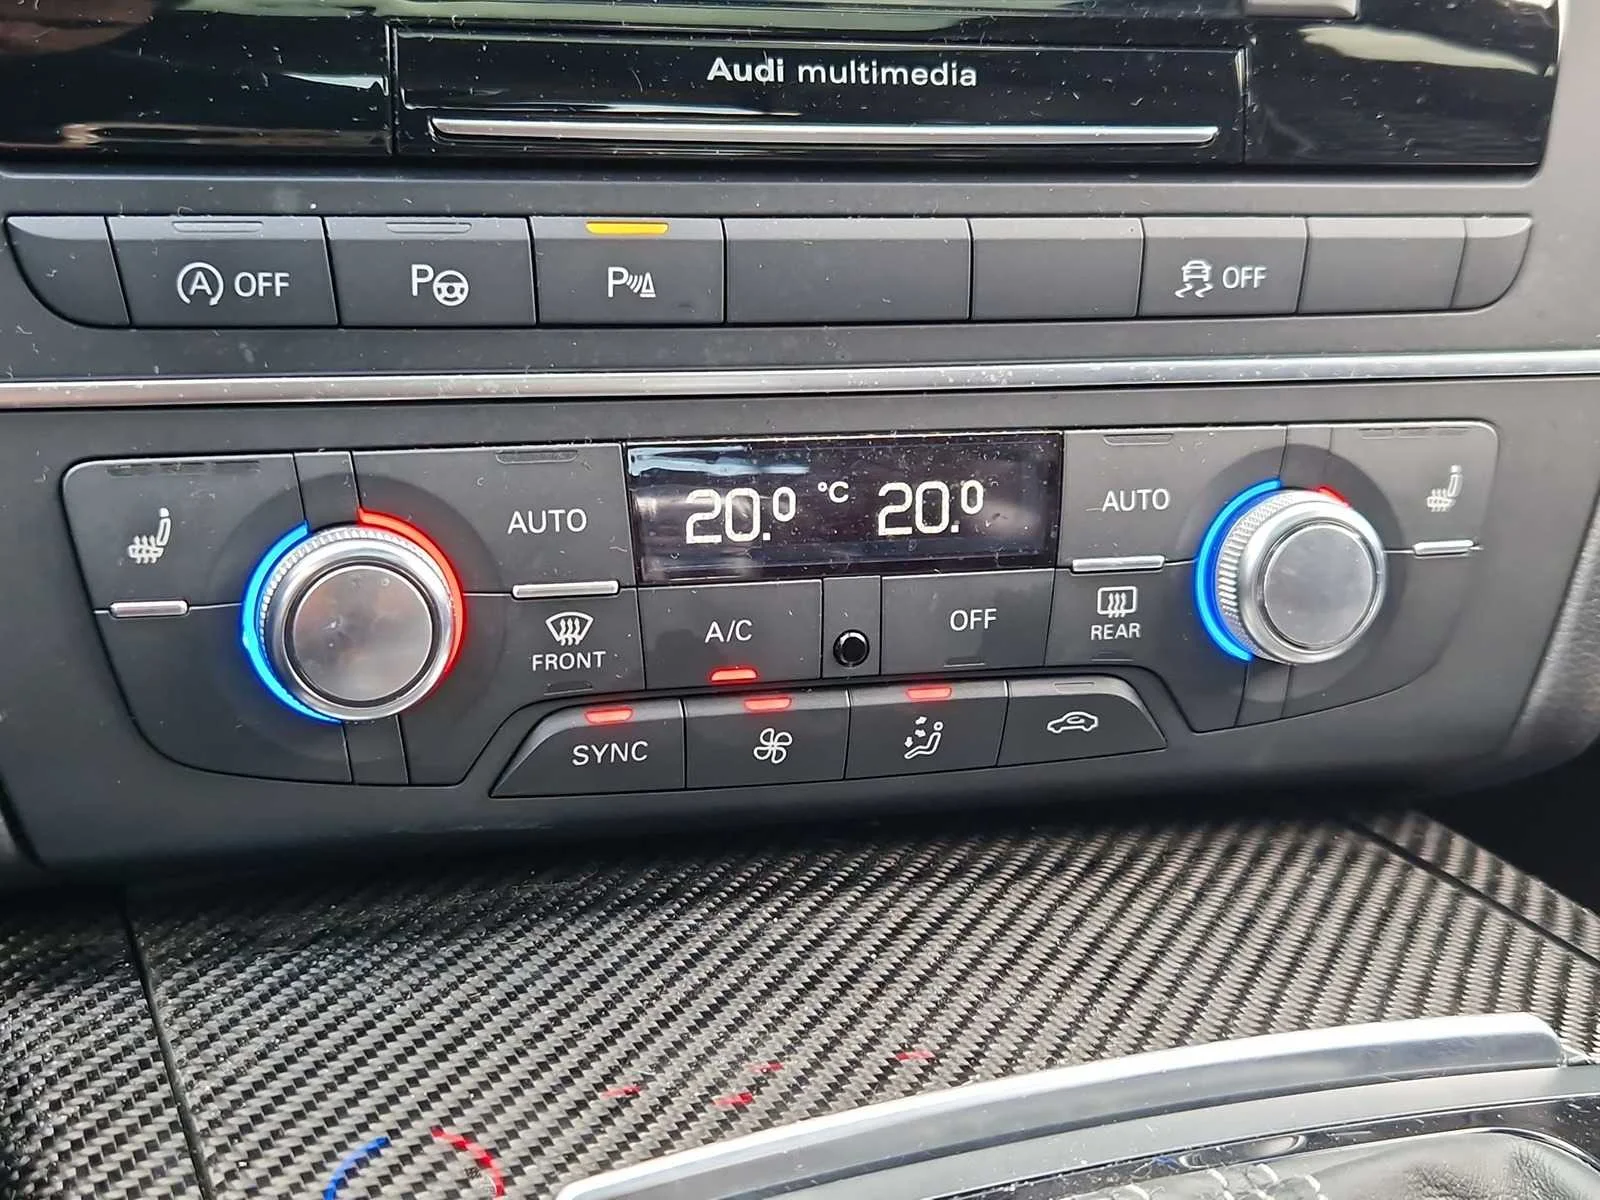 Audi multimedia
A OFF
P
P
OFF
AUTO
20.0 °C 20.0
AUTO
FRONT
A/C
OFF
REAR
SYNC